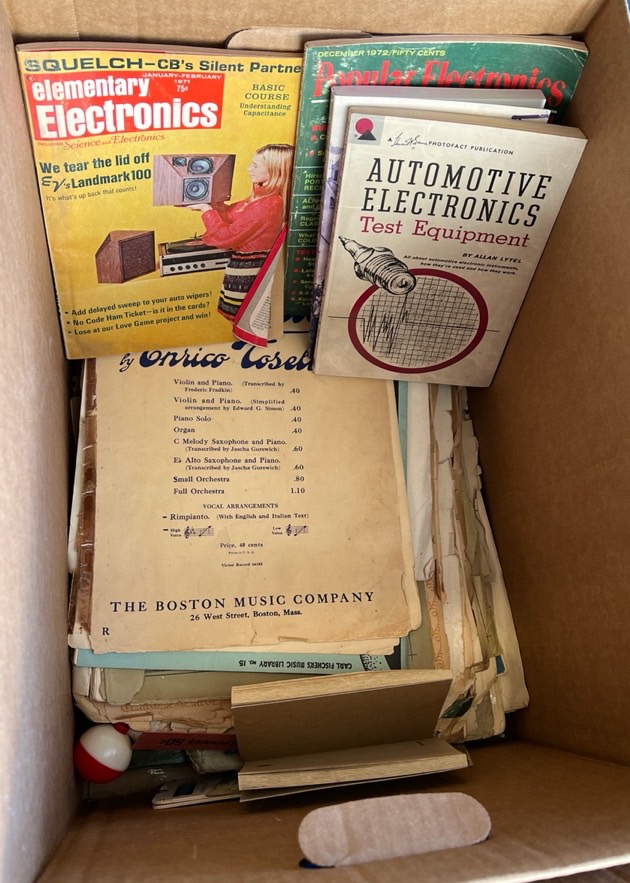 SQUELCH–CB's Silent Partne
JANUARY-FEBRUARY
1971
75¢
elementary
Electronics
INCLUDING Science and Electronics
BASIC
COURSE
Understanding
Capacitance
We tear the lid off
EV's Landmark 100
It's what's up back that counts!
• Add delayed sweep to your auto wipers!
• No Code Ham Ticket—is it in the cards?
• Lose at our Love Game project and win!
DECEMBER 1972/FIFTY CENTS
Popular Electronics
A PHOTOFACT PUBLICATION
AUTOMOTIVE
ELECTRONICS
Test Equipment
BY ALLAN LYTEL
All about automotive electronic instruments,
how they're used and how they work.
by Enrico Tosel
Violin and Piano. (Transcribed by
Frederic Fradkin) .40
Violin and Piano. (Simplified
arrangement by Edward G. Simon) .40
Piano Solo .40
Organ .40
C Melody Saxophone and Piano.
(Transcribed by Jascha Gurewich) .60
Eb Alto Saxophone and Piano.
(Transcribed by Jascha Gurewich) .60
Small Orchestra .80
Full Orchestra 1.10
VOCAL ARRANGEMENTS
Rimpianto. (With English and Italian Text)
High
Voice
Low
Voice
Price, 40 cents
THE BOSTON MUSIC COMPANY
26 West Street, Boston, Mass.
R
CARL FISCHER'S MUSIC LIBRARY No. 15
50¢